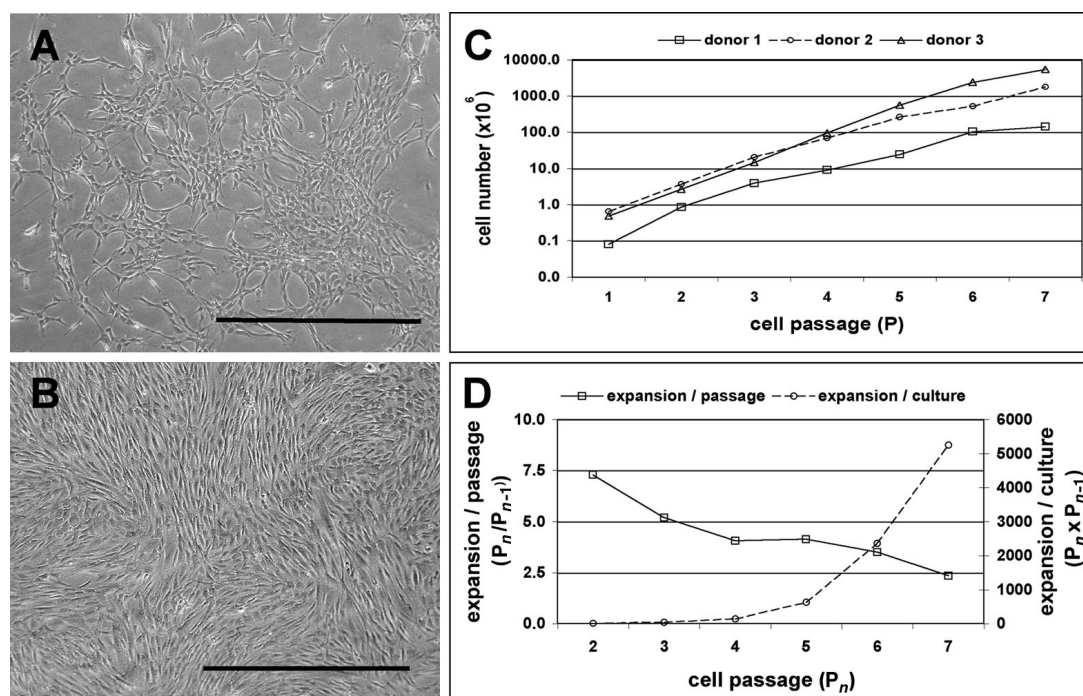 A
B
C
donor 1 donor 2 donor 3
cell number (x10⁶)
10000.0
1000.0
100.0
10.0
1.0
0.1
0.0
1 2 3 4 5 6 7
cell passage (P)
D
expansion / passage expansion / culture
expansion / passage
(Pₙ/Pₙ₋₁)
10.0
7.5
5.0
2.5
0.0
6000
5000
4000
3000
2000
1000
0
expansion / culture
(Pₙ x Pₙ₋₁)
2 3 4 5 6 7
cell passage (Pₙ)